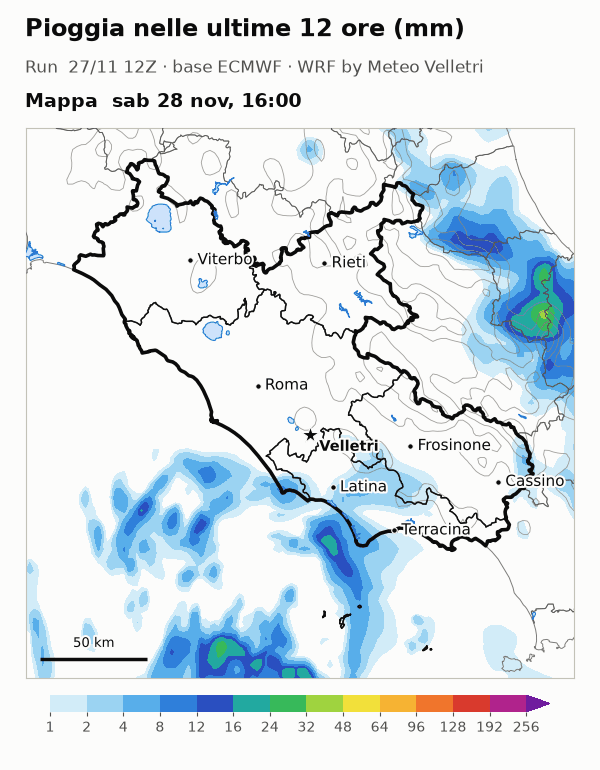 Pioggia nelle ultime 12 ore (mm)
Run  27/11 12Z · base ECMWF · WRF by Meteo Velletri
Mappa  sab 28 nov, 16:00
Viterbo
Rieti
Roma
Velletri
Frosinone
Latina
Cassino
Terracina
50 km
1 2 4 8 12 16 24 32 48 64 96 128 192 256